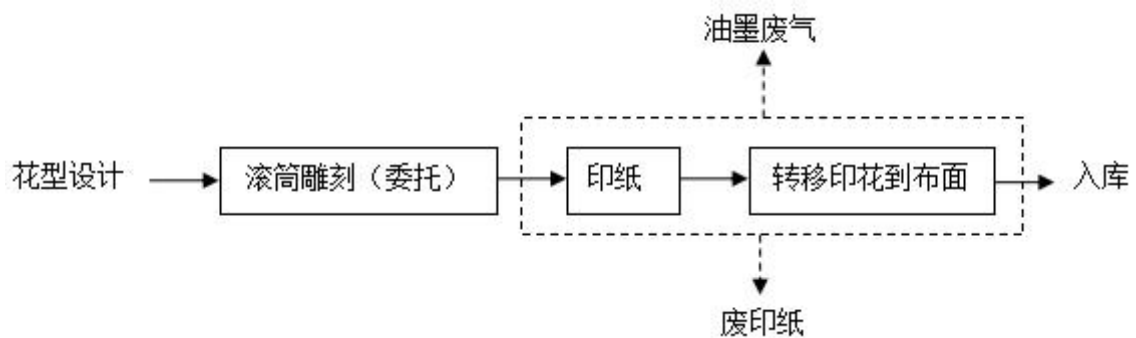 油墨废气
花型设计
滚筒雕刻（委托）
印纸
转移印花到布面
入库
废印纸